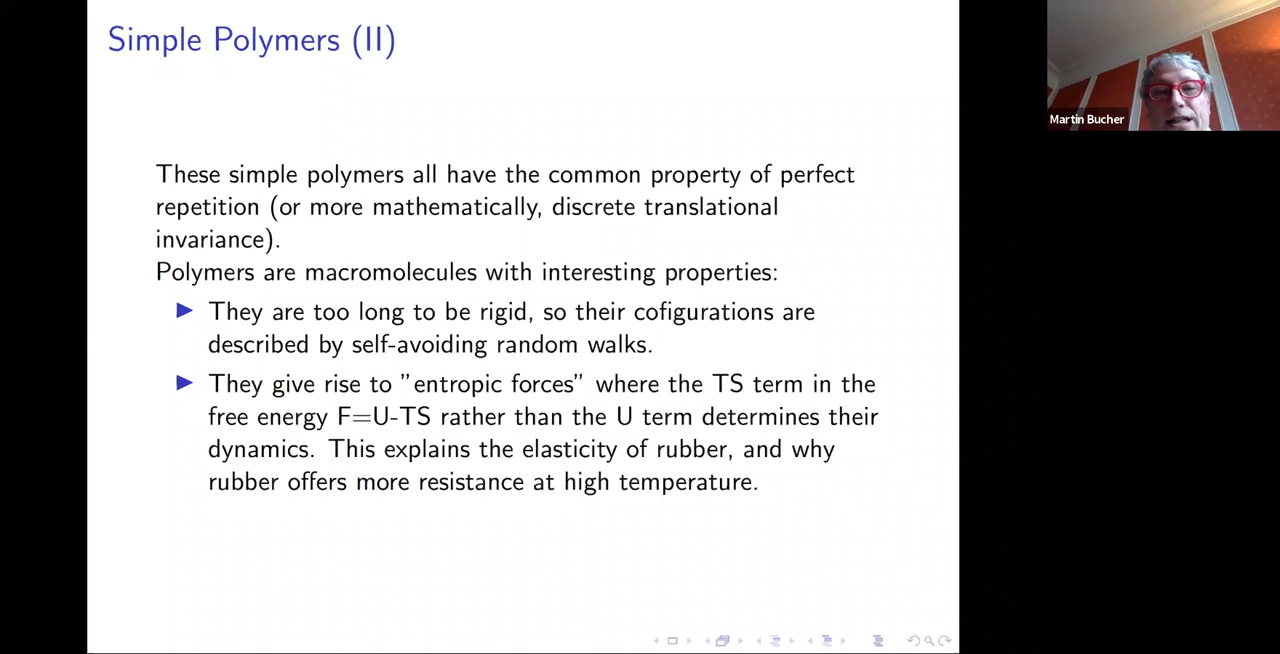 Simple Polymers (II)
Martin Bucher
These simple polymers all have the common property of perfect
repetition (or more mathematically, discrete translational
invariance).
Polymers are macromolecules with interesting properties:
They are too long to be rigid, so their cofigurations are
described by self-avoiding random walks.
They give rise to ”entropic forces” where the TS term in the
free energy F=U-TS rather than the U term determines their
dynamics. This explains the elasticity of rubber, and why
rubber offers more resistance at high temperature.